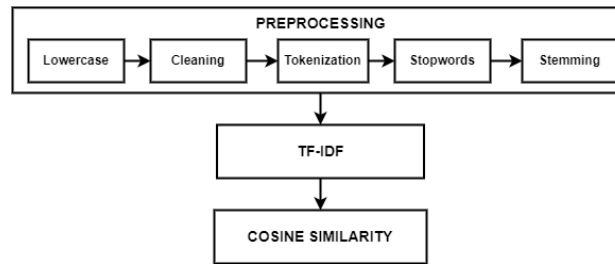 PREPROCESSING
Lowercase
Cleaning
Tokenization
Stopwords
Stemming
TF-IDF
COSINE SIMILARITY